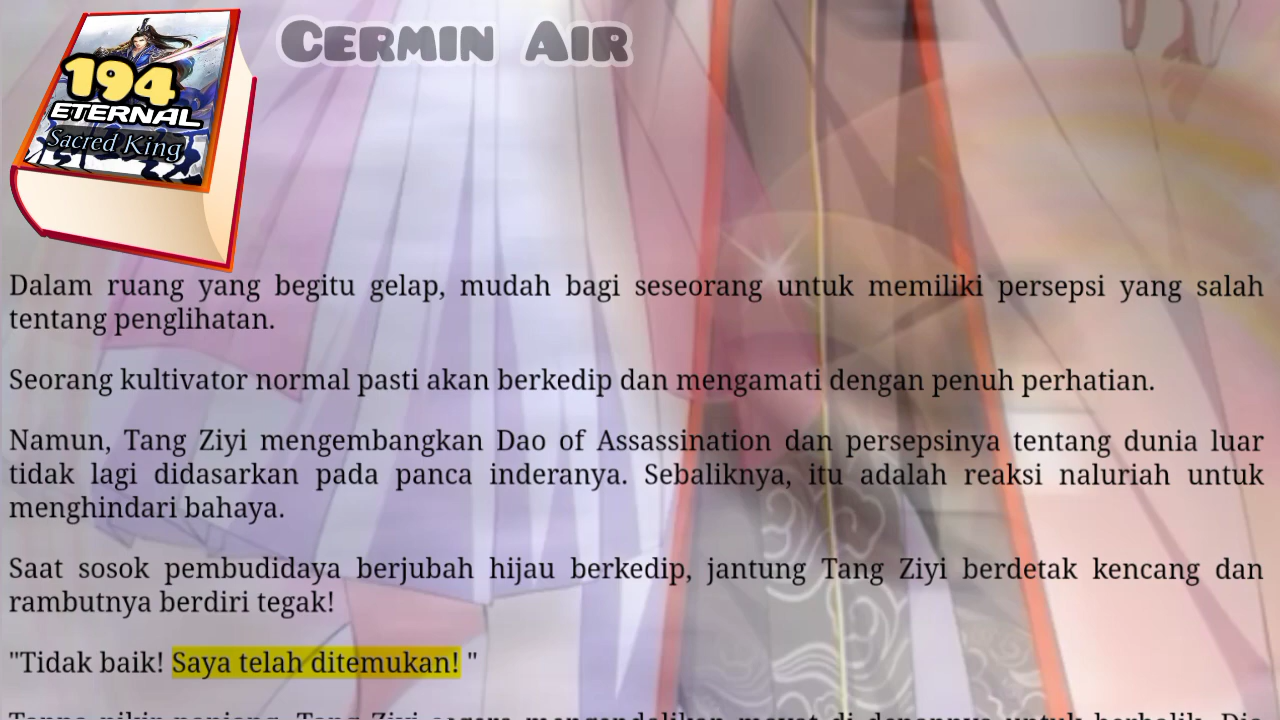 194
ETERNAL
Sacred King
CERMIN AIR
Dalam ruang yang begitu gelap, mudah bagi seseorang untuk memiliki persepsi yang salah
tentang penglihatan.
Seorang kultivator normal pasti akan berkedip dan mengamati dengan penuh perhatian.
Namun, Tang Ziyi mengembangkan Dao of Assassination dan persepsinya tentang dunia luar
tidak lagi didasarkan pada panca inderanya. Sebaliknya, itu adalah reaksi naluriah untuk
menghindari bahaya.
Saat sosok pembudidaya berjubah hijau berkedip, jantung Tang Ziyi berdetak kencang dan
rambutnya berdiri tegak!
"Tidak baik! Saya telah ditemukan! "